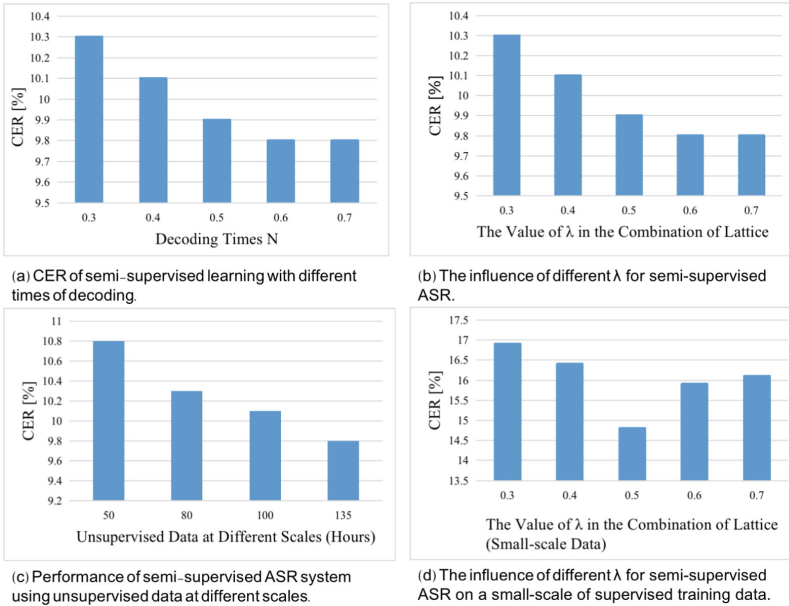 10.4
10.3
10.2
10.1
10
9.9
9.8
9.7
9.6
9.5
CER [%]
0.3 0.4 0.5 0.6 0.7
Decoding Times N
(a) CER of semi-supervised learning with different
times of decoding.
10.4
10.3
10.2
10.1
10
9.9
9.8
9.7
9.6
9.5
CER [%]
0.3 0.4 0.5 0.6 0.7
The Value of λ in the Combination of Lattice
(b) The influence of different λ for semi-supervised
ASR.
11
10.8
10.6
10.4
10.2
10
9.8
9.6
9.4
9.2
CER [%]
50 80 100 135
Unsupervised Data at Different Scales (Hours)
(c) Performance of semi-supervised ASR system
using unsupervised data at different scales.
17.5
17
16.5
16
15.5
15
14.5
14
13.5
CER [%]
0.3 0.4 0.5 0.6 0.7
The Value of λ in the Combination of Lattice
(Small-scale Data)
(d) The influence of different λ for semi-supervised
ASR on a small-scale of supervised training data.